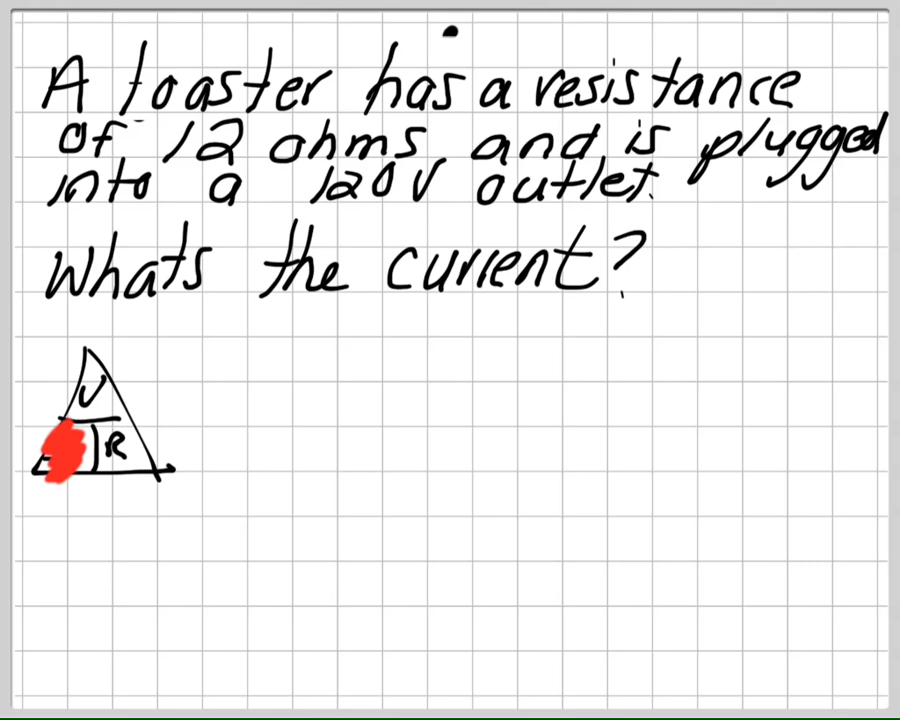 A toaster has a resistance
of 12 ohms and is plugged
into a 120V outlet.
whats the current?
V
R